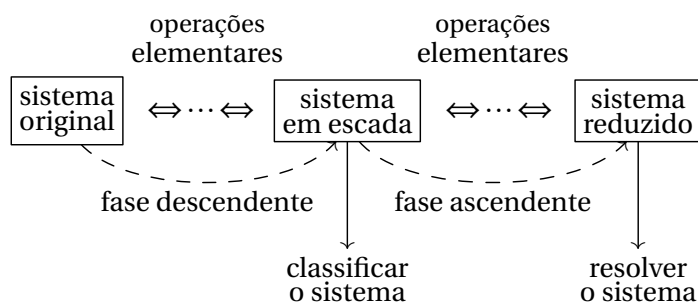 operações
elementares
operações
elementares
sistema
original
⇔ ··· ⇔
sistema
em escada
⇔ ··· ⇔
sistema
reduzido
fase descendente
fase ascendente
classificar
o sistema
resolver
o sistema